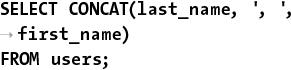 SELECT CONCAT(last_name, ', ',
→first_name)
FROM users;